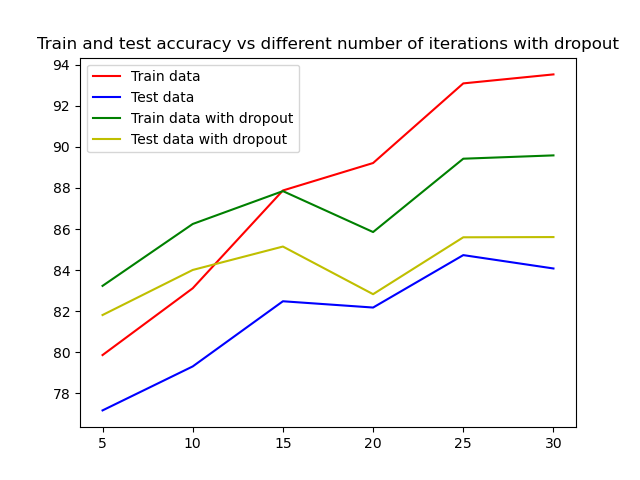 Train and test accuracy vs different number of iterations with dropout
94
92
90
88
86
84
82
80
78
Train data
Test data
Train data with dropout
Test data with dropout
5 10 15 20 25 30